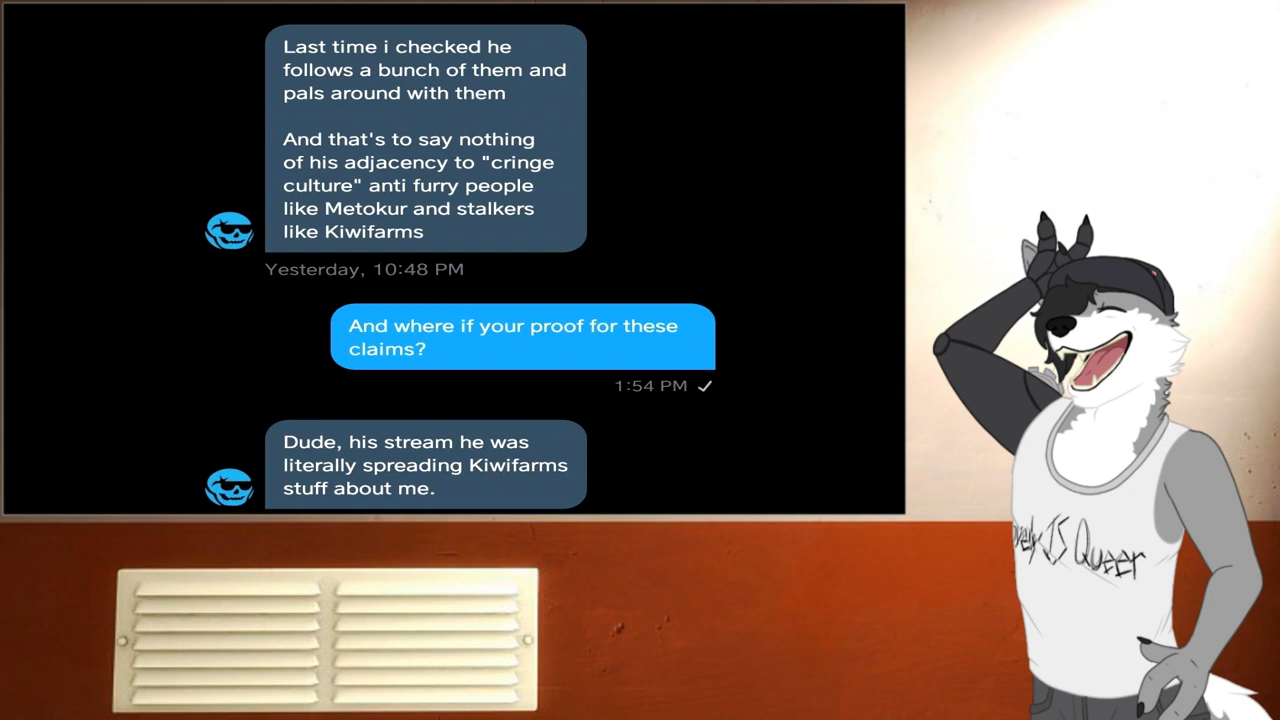 Last time i checked he
follows a bunch of them and
pals around with them
And that's to say nothing
of his adjacency to "cringe
culture" anti furry people
like Metokur and stalkers
like Kiwifarms
Yesterday, 10:48 PM
And where if your proof for these
claims?
1:54 PM
Dude, his stream he was
literally spreading Kiwifarms
stuff about me.
IS Queer